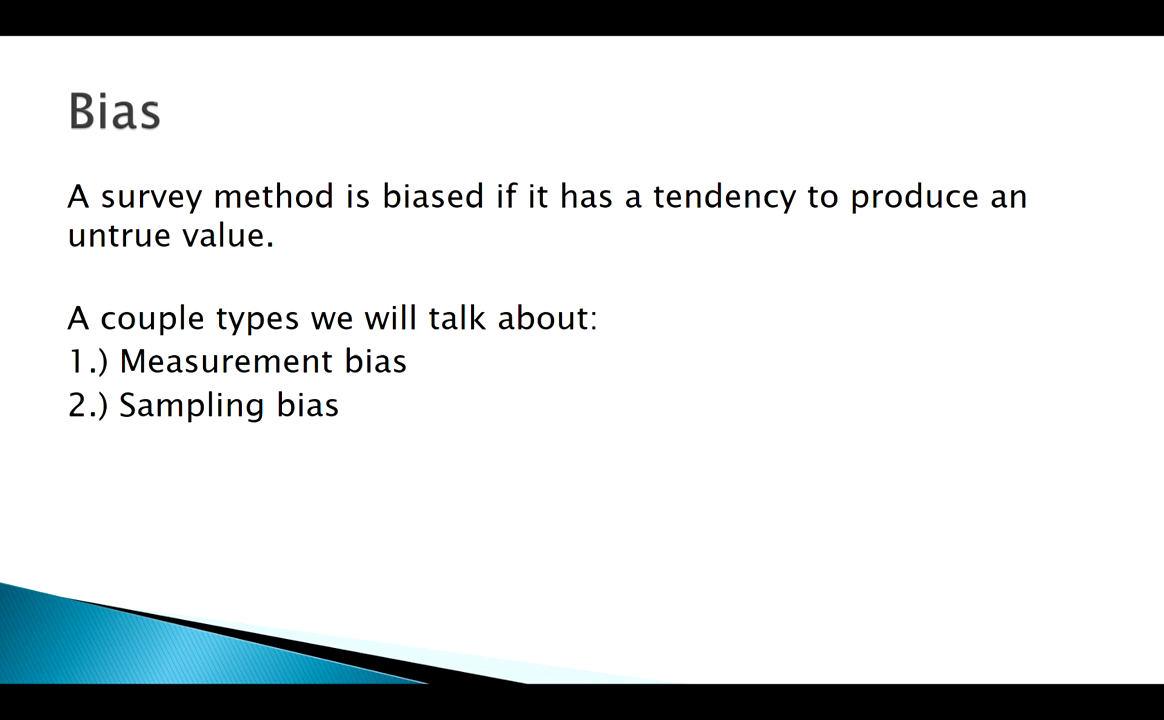 Bias
A survey method is biased if it has a tendency to produce an
untrue value.
A couple types we will talk about:
1.) Measurement bias
2.) Sampling bias